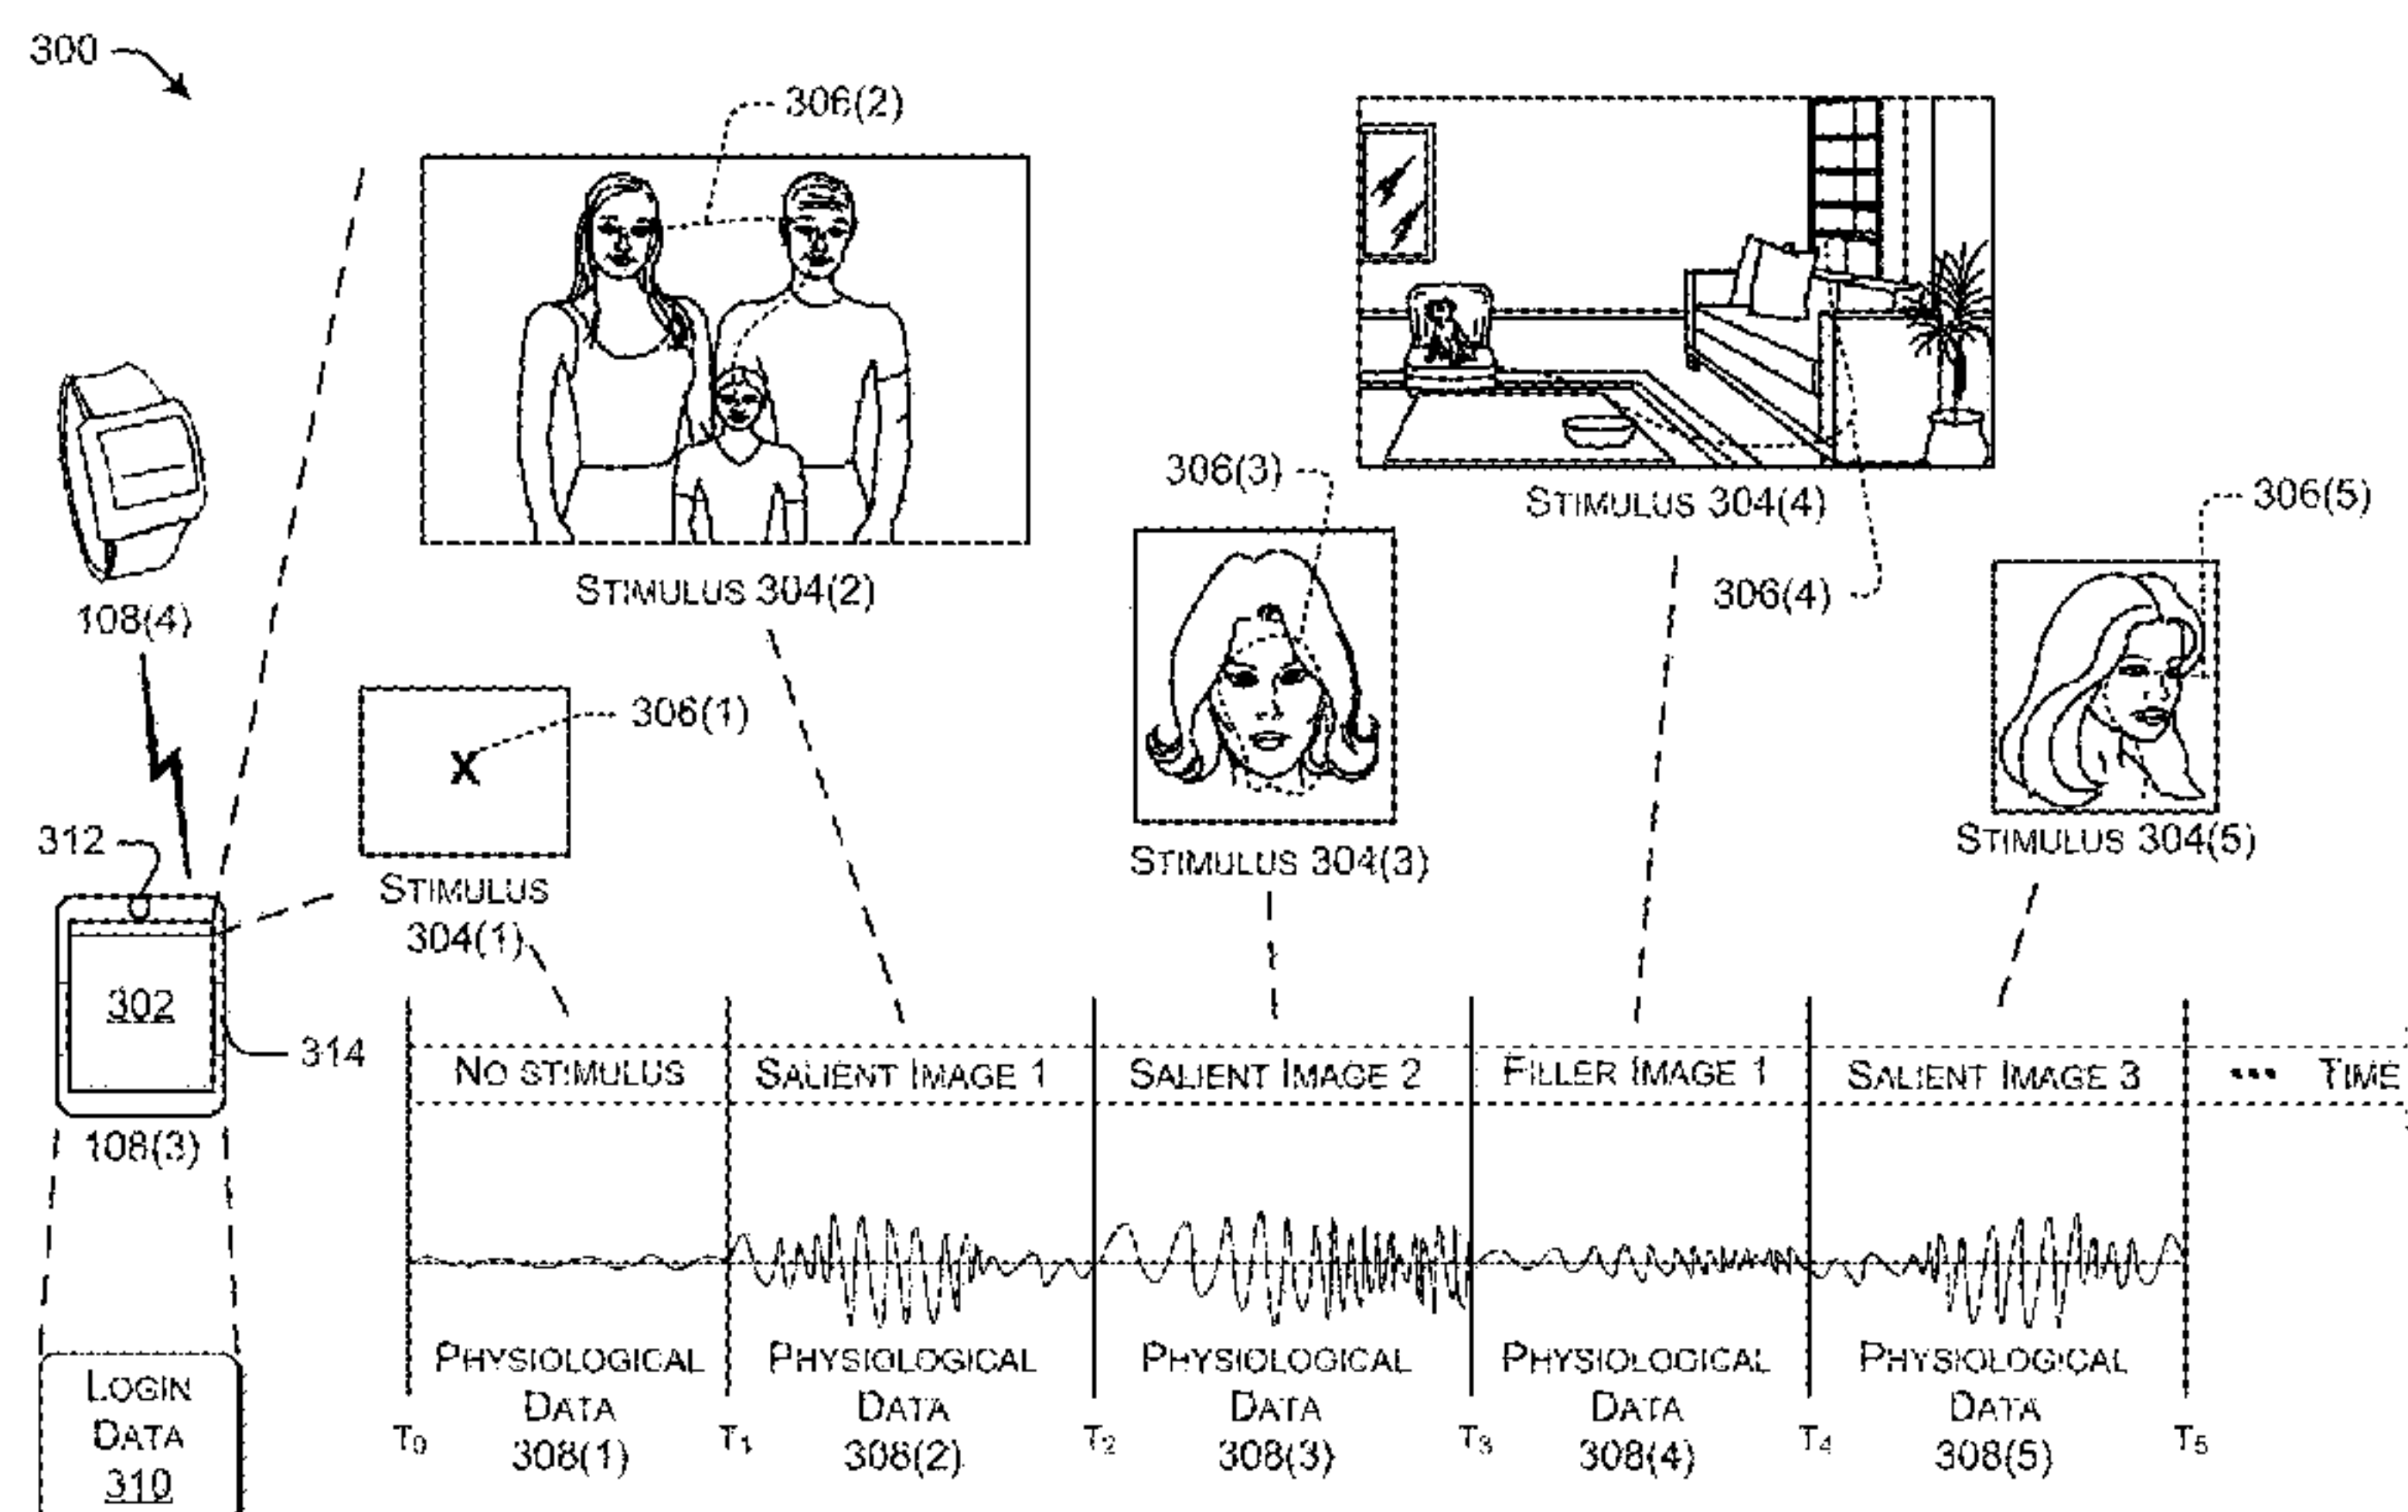 300
306(2)
STIMULUS 304(2)
306(3)
STIMULUS 304(4)
306(4)
306(5)
108(4)
306(1)
X
STIMULUS
304(1)
STIMULUS 304(3)
STIMULUS 304(5)
312
302
314
108(3)
NO STIMULUS
SALIENT IMAGE 1
SALIENT IMAGE 2
FILLER IMAGE 1
SALIENT IMAGE 3
••• TIME
PHYSIOLOGICAL
DATA
308(1)
PHYSIOLOGICAL
DATA
308(2)
PHYSIOLOGICAL
DATA
308(3)
PHYSIOLOGICAL
DATA
308(4)
PHYSIOLOGICAL
DATA
308(5)
T0
T1
T2
T3
T4
T5
LOGIN
DATA
310